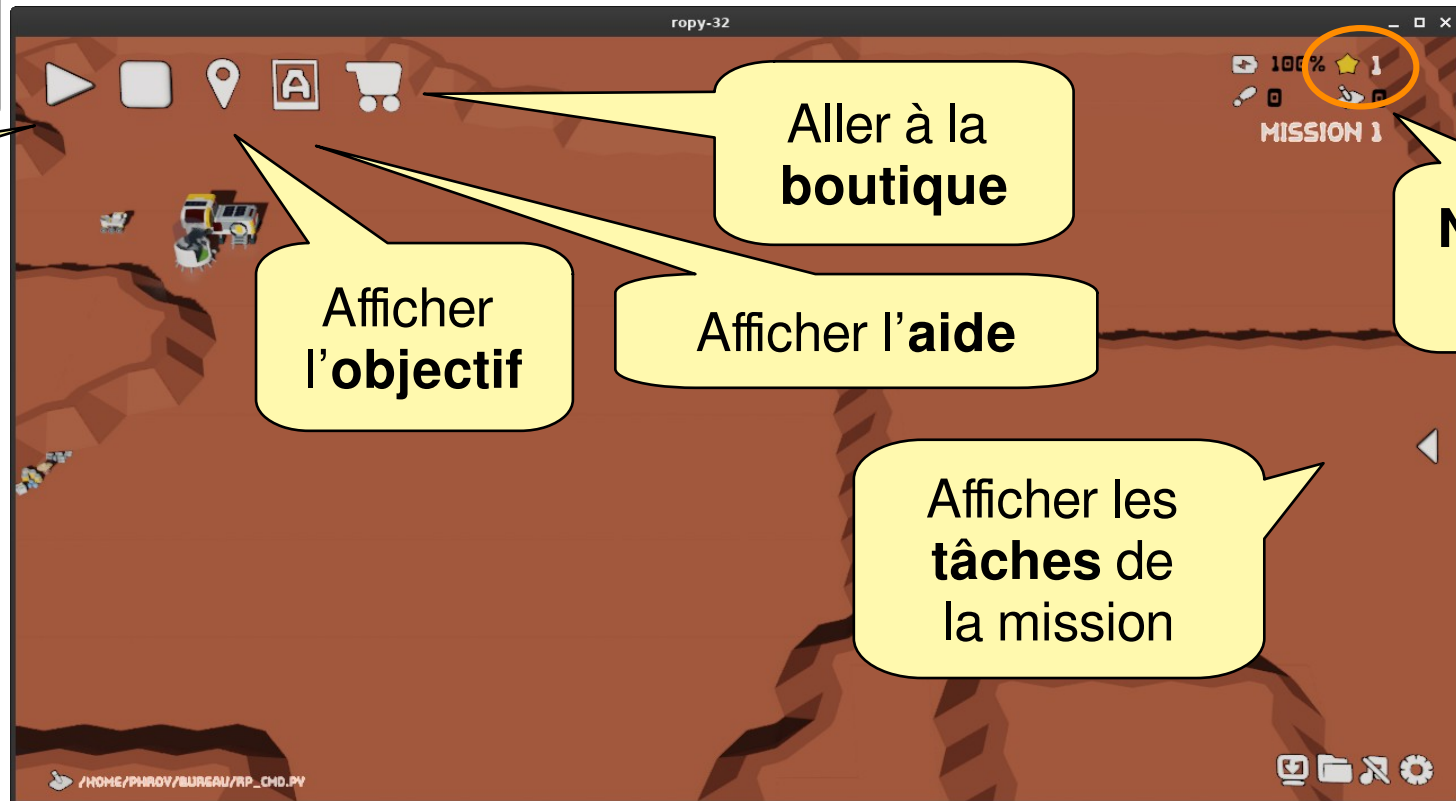 ropy-32
100% 1
0 0
MISSION 1
A
Aller à la
boutique
N
Afficher
l’objectif
Afficher l’aide
Afficher les
tâches de
la mission
/HOME/PHROV/BUREAU/RP_CMD.PY